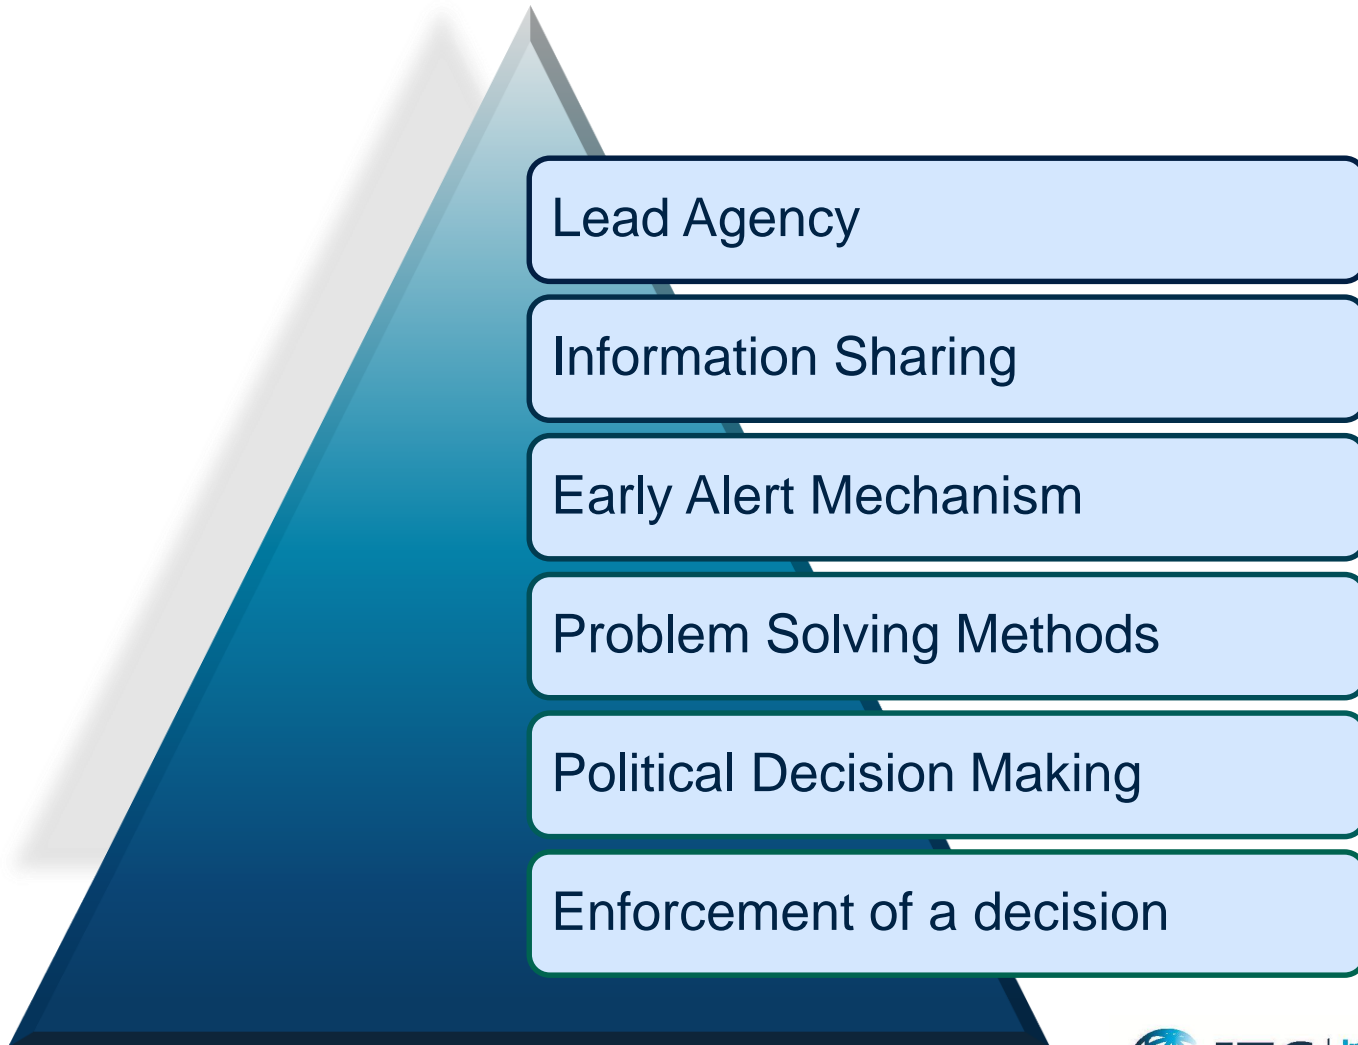 Lead Agency
Information Sharing
Early Alert Mechanism
Problem Solving Methods
Political Decision Making
Enforcement of a decision